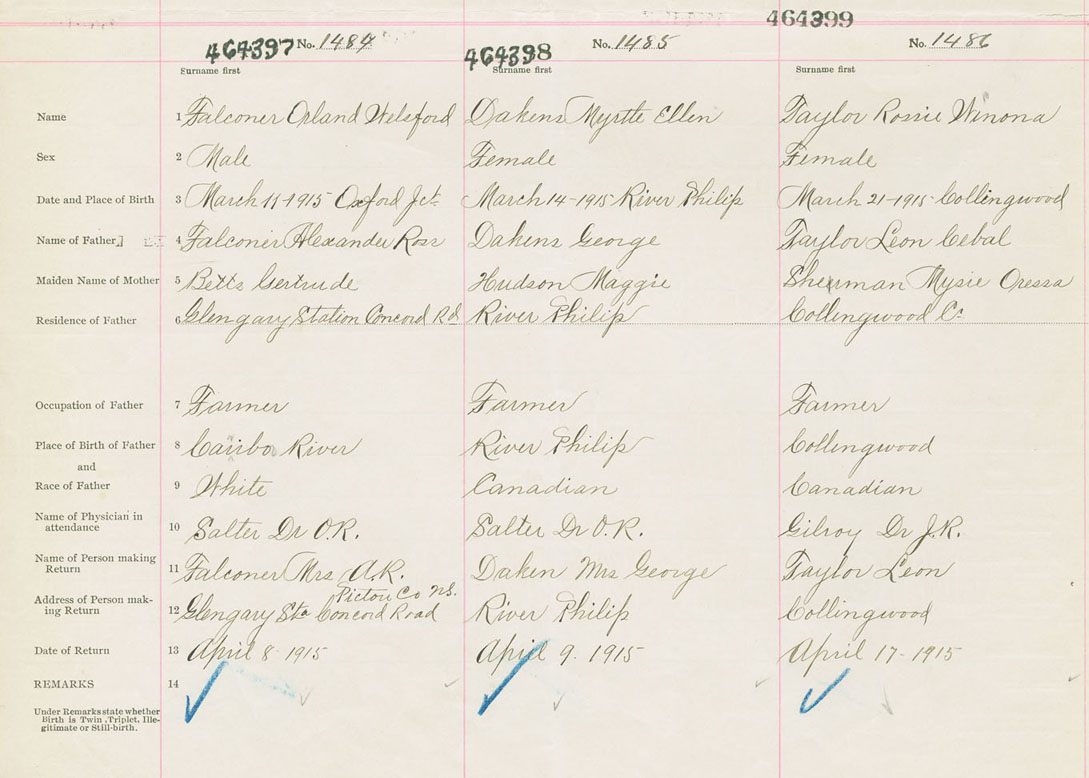 464399
464397 No. 1484 464398 No. 1485 No. 1486
Surname first Surname first Surname first
Name 1 Falconer Orland Welsford Dakens Myrtle Ellen Taylor Rossie Winona
Sex 2 Male Female Female
Date and Place of Birth 3 March 11-1915- Oxford Jct March 14-1915 River Philip March 21-1915- Collingwood
Name of Father 4 Falconer Alexander Ross Dakens George Taylor Leon Cebal
Maiden Name of Mother 5 Betts Gertrude Hudson Maggie Sherman Mysie Oressa
Residence of Father 6 Glengary Station Concord Rd River Philip Collingwood Co
Occupation of Father 7 Farmer Farmer Farmer
Place of Birth of Father 8 Caribo River River Philip Collingwood
and
Race of Father 9 White Canadian Canadian
Name of Physician in
attendance 10 Salter Dr O.R. Salter Dr O.R. Gilroy Dr J.R.
Name of Person making
Return 11 Falconer Mrs A.R. Daken Mrs George Taylor Leon
Pictou Co N.S.
Address of Person mak-
ing Return 12 Glengary Sta Concord Road River Philip Collingwood
Date of Return 13 April 8-1915 April 9. 1915 April 17-1915
REMARKS 14
Under Remarks state whether
Birth is Twin, Triplet, Ille-
gitimate or Still-birth.